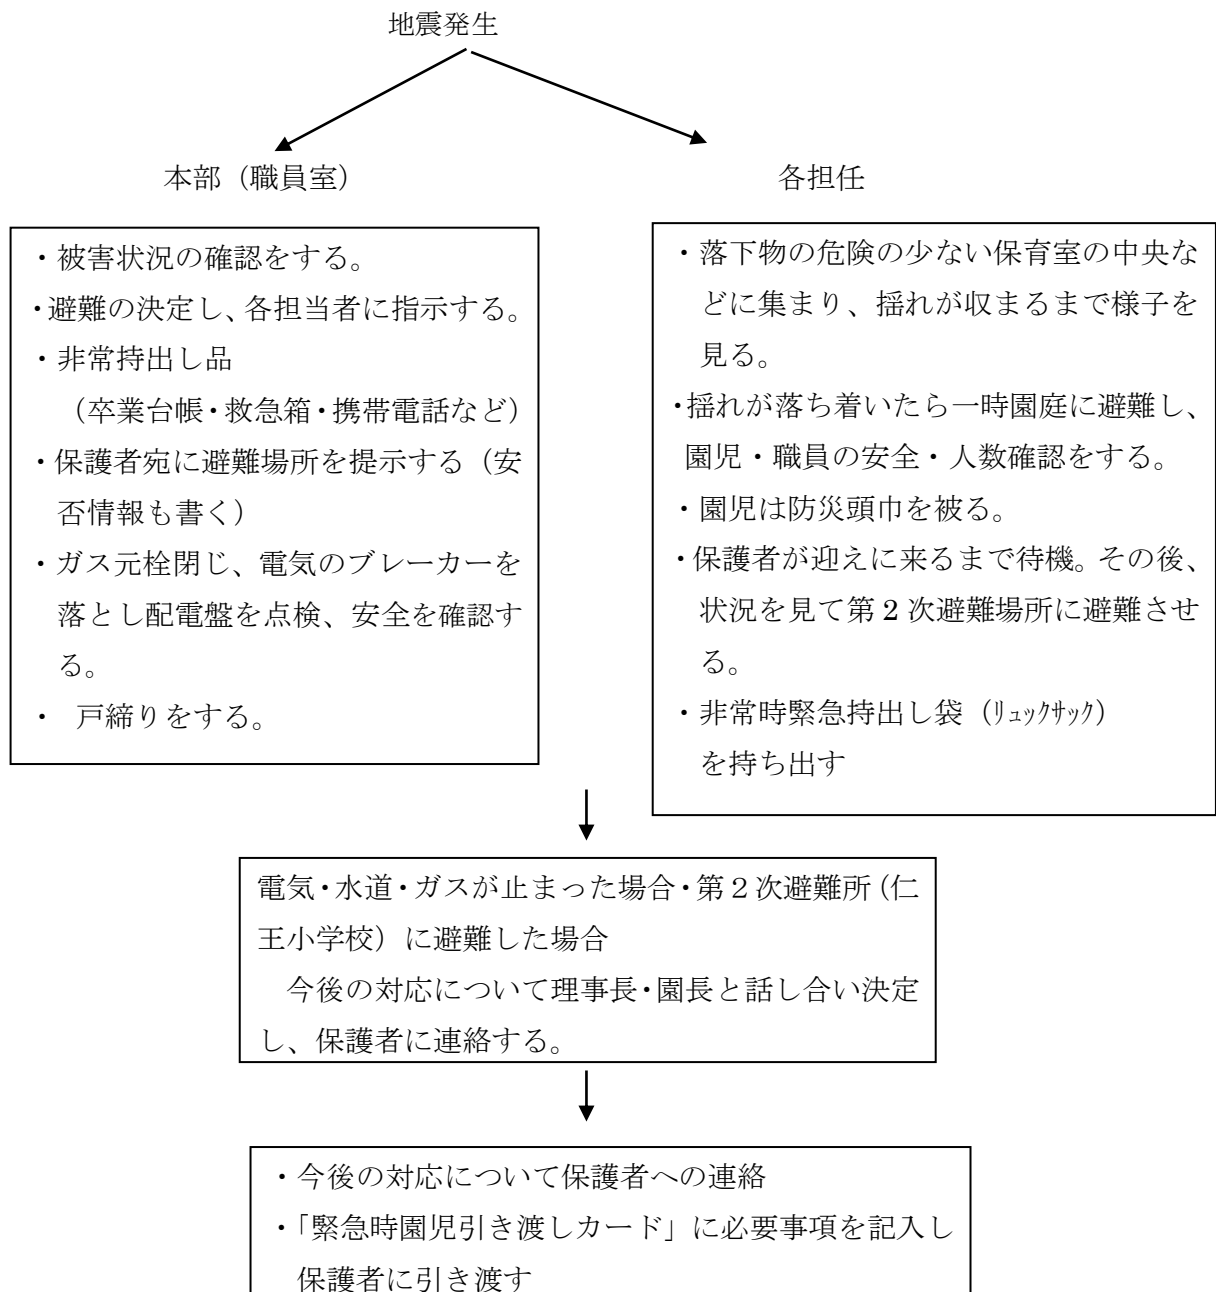 地震発生
本部（職員室）
・被害状況の確認をする。
・避難の決定し、各担当者に指示する。
・非常持出し品
（卒業台帳・救急箱・携帯電話など）
・保護者宛に避難場所を提示する（安
否情報も書く）
・ガス元栓閉じ、電気のブレーカーを
落とし配電盤を点検、安全を確認す
る。
・　戸締りをする。
各担任
・落下物の危険の少ない保育室の中央な
どに集まり、揺れが収まるまで様子を
見る。
・揺れが落ち着いたら一時園庭に避難し、
園児・職員の安全・人数確認をする。
・園児は防災頭巾を被る。
・保護者が迎えに来るまで待機。その後、
状況を見て第２次避難場所に避難させ
る。
・非常時緊急持出し袋（ﾘｭｯｸｻｯｸ）
を持ち出す
電気・水道・ガスが止まった場合・第２次避難所（仁
王小学校）に避難した場合
今後の対応について理事長・園長と話し合い決定
し、保護者に連絡する。
・今後の対応について保護者への連絡
・「緊急時園児引き渡しカード」に必要事項を記入し
保護者に引き渡す